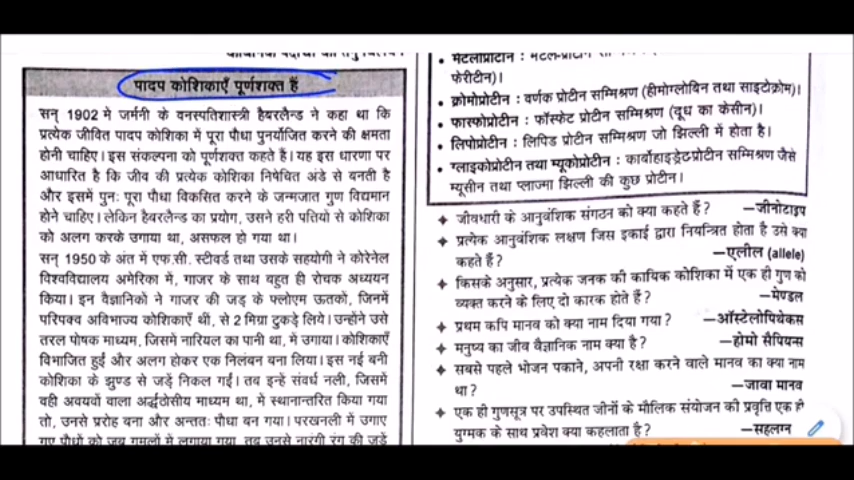 पादप कोशिकाएँ पूर्णशक्त हैं
सन् 1902 मे जर्मनी के वनस्पतिशास्त्री हैबरलैन्ड ने कहा था कि
प्रत्येक जीवित पादप कोशिका में पूरा पौधा पुनर्योजित करने की क्षमता
होनी चाहिए। इस संकल्पना को पूर्णशक्त कहते हैं। यह इस धारणा पर
आधारित है कि जीव की प्रत्येक कोशिका निषेचित अंडे से बनती है
और इसमें पुनः पूरा पौधा विकसित करने के जन्मजात गुण विद्यमान
होने चाहिए। लेकिन हैबरलैन्ड का प्रयोग, उसने हरी पत्तियों से कोशिका
को अलग करके उगाया था, असफल हो गया था।
सन् 1950 के अंत में एफ.सी. स्टीवर्ड तथा उसके सहयोगी ने कोरेनेल
विश्वविद्यालय अमेरिका में, गाजर के साथ बहुत ही रोचक अध्ययन
किया। इन वैज्ञानिकों ने गाजर की जड़ के फ्लोएम ऊतकों, जिनमें
परिपक्व अविभाज्य कोशिकाएँ थीं, से 2 मिग्रा टुकड़े लिये। उन्होंने उसे
तरल पोषक माध्यम, जिसमे नारियल का पानी था, मे उगाया। कोशिकाएँ
विभाजित हुईं और अलग होकर एक निलंबन बना लिया। इस नई बनी
कोशिका के झुण्ड से जड़ें निकल गईं। तब इन्हें संवर्ध नली, जिसमें
वही अवयवों वाला अर्द्धठोसीय माध्यम था, मे स्थानान्तरित किया गया
तो, उनसे प्ररोह बना और अन्ततः पौधा बन गया। परखनली में उगाए
गए पौधों को जब गमलों में लगाया गया, तब उनसे नारंगी रंग की जड़ें
फेरीटीन)।
• क्रोमोप्रोटीन : वर्णक प्रोटीन सम्मिश्रण (हीमोग्लोबिन तथा साइटोक्रोम)।
• फास्फोप्रोटीन : फॉस्फेट प्रोटीन सम्मिश्रण (दूध का केसीन)।
• लिपोप्रोटीन : लिपिड प्रोटीन सम्मिश्रण जो झिल्ली में होता है।
• ग्लाइकोप्रोटीन तथा म्यूकोप्रोटीन : कार्बोहाइड्रेटप्रोटीन सम्मिश्रण जैसे
म्यूसीन तथा प्लाज्मा झिल्ली की कुछ प्रोटीन।
✦ जीवधारी के आनुवंशिक संगठन को क्या कहते हैं? —जीनोटाइप
✦ प्रत्येक आनुवंशिक लक्षण जिस इकाई द्वारा नियन्त्रित होता है उसे क्या
कहते हैं? —एलील (allele)
✦ किसके अनुसार, प्रत्येक जनक की कायिक कोशिका में एक ही गुण को
व्यक्त करने के लिए दो कारक होते हैं? —मेण्डल
✦ प्रथम कपि मानव को क्या नाम दिया गया? —ऑस्टेलोपिथेकस
✦ मनुष्य का जीव वैज्ञानिक नाम क्या है? —होमो सैपियन्स
✦ सबसे पहले भोजन पकाने, अपनी रक्षा करने वाले मानव का क्या नाम
था? —जावा मानव
✦ एक ही गुणसूत्र पर उपस्थित जीनों के मौलिक संयोजन की प्रवृत्ति एक ही
युग्मक के साथ प्रवेश क्या कहलाता है? —सहलग्न